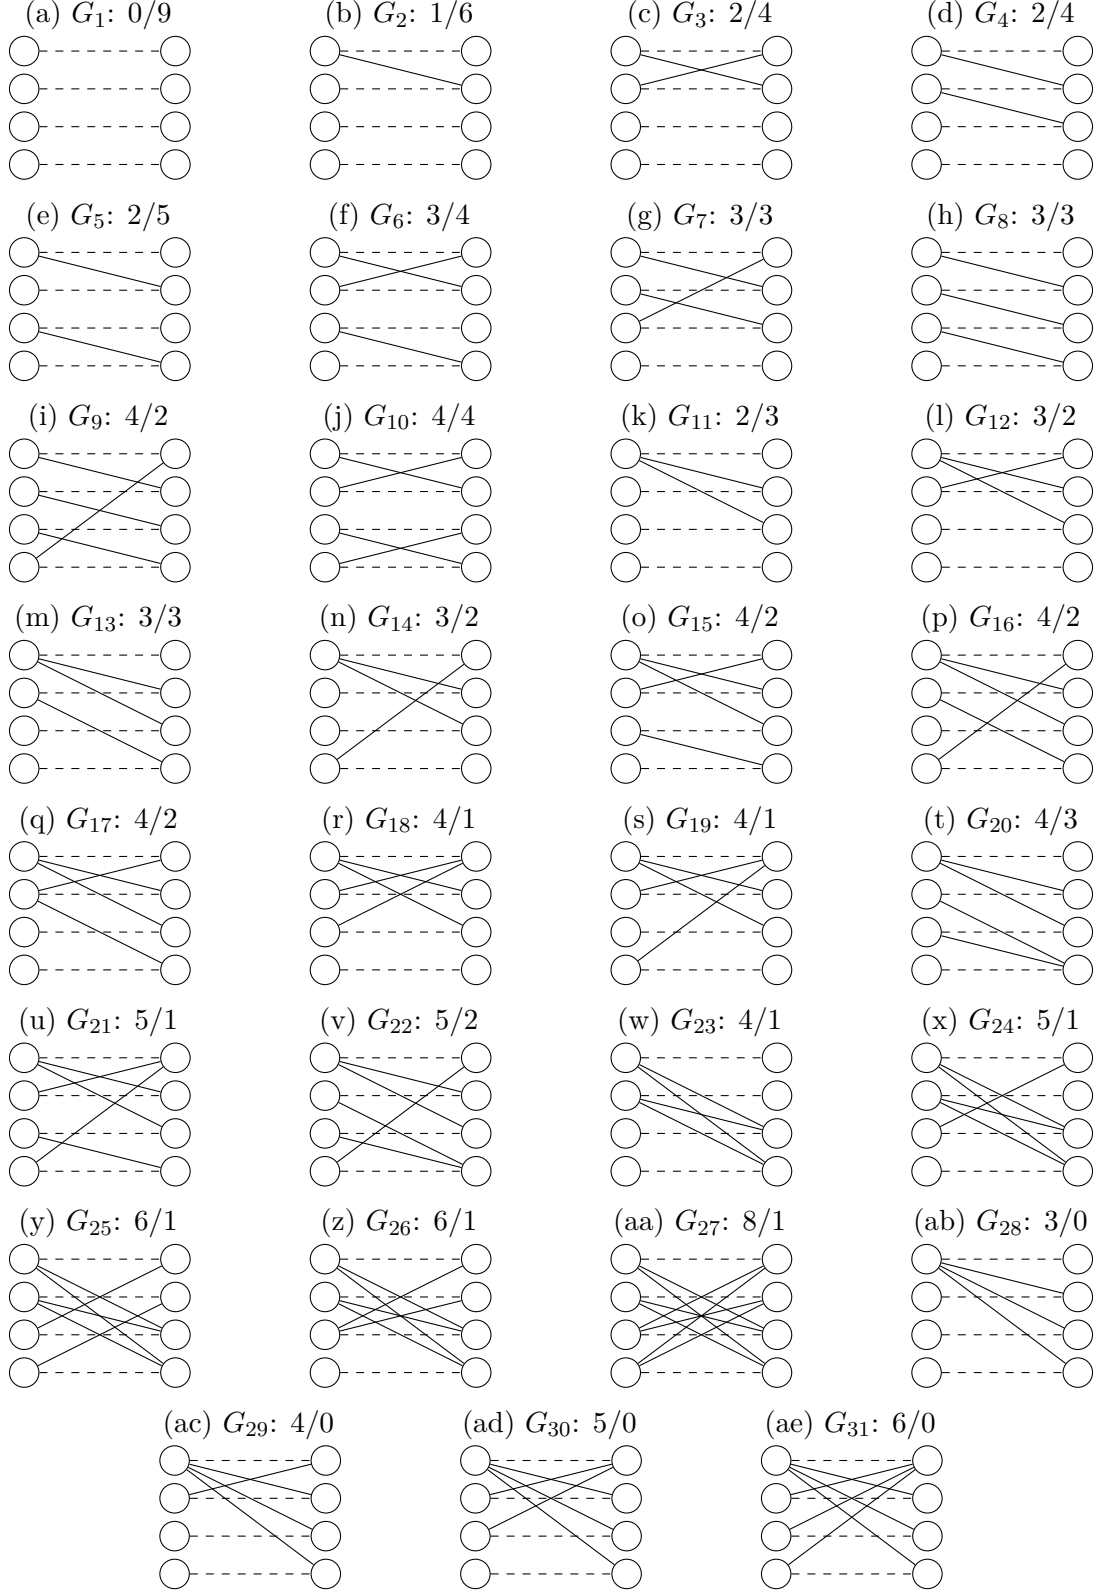 (a) G₁: 0/9 (b) G₂: 1/6 (c) G₃: 2/4 (d) G₄: 2/4
(e) G₅: 2/5 (f) G₆: 3/4 (g) G₇: 3/3 (h) G₈: 3/3
(i) G₉: 4/2 (j) G₁₀: 4/4 (k) G₁₁: 2/3 (l) G₁₂: 3/2
(m) G₁₃: 3/3 (n) G₁₄: 3/2 (o) G₁₅: 4/2 (p) G₁₆: 4/2
(q) G₁₇: 4/2 (r) G₁₈: 4/1 (s) G₁₉: 4/1 (t) G₂₀: 4/3
(u) G₂₁: 5/1 (v) G₂₂: 5/2 (w) G₂₃: 4/1 (x) G₂₄: 5/1
(y) G₂₅: 6/1 (z) G₂₆: 6/1 (aa) G₂₇: 8/1 (ab) G₂₈: 3/0
(ac) G₂₉: 4/0 (ad) G₃₀: 5/0 (ae) G₃₁: 6/0